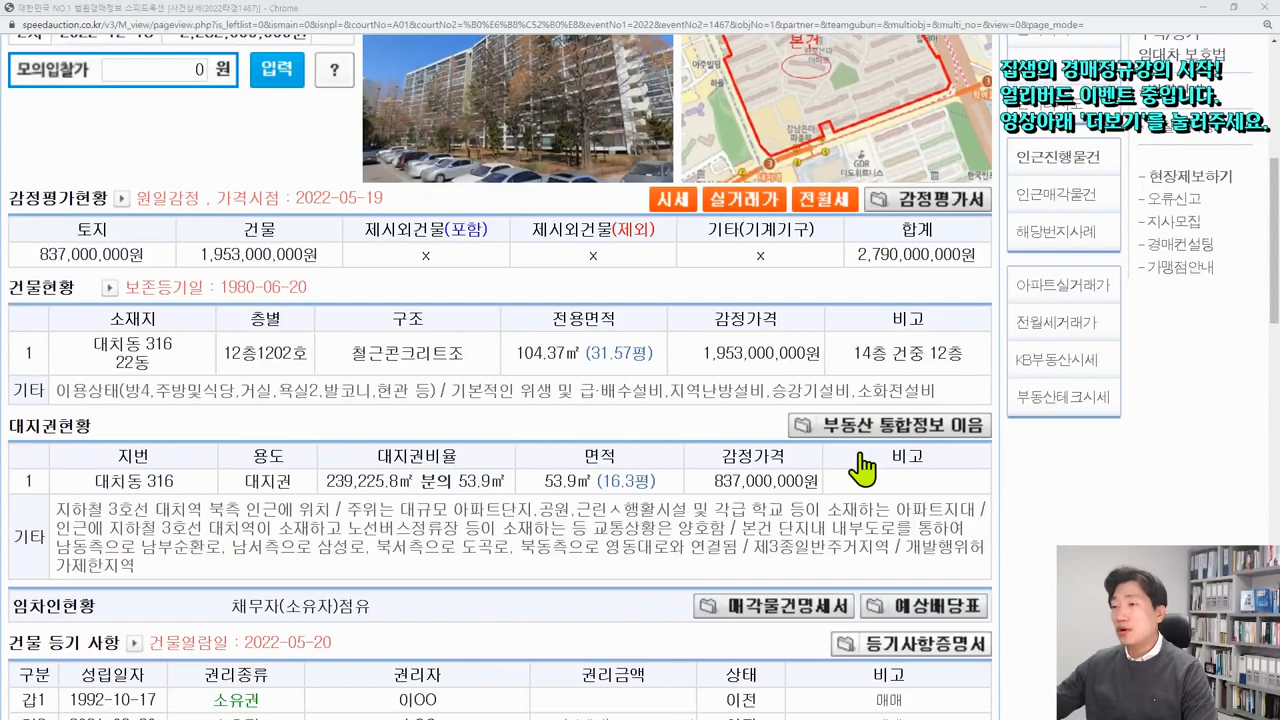 대한민국 NO.1 법원경매정보 스피드옥션 [사건상세(2022타경1467)] - Chrome
speedauction.co.kr/v3/M_view/pageview.php?is_leftlist=0&ismain=0&isnpl=&courtNo=A01&courtNo2=%B0%E6%B8%C52%B0%E8&eventNo1=2022&eventNo2=1467&objNo=1&partner=&teamgubun=&multiobj=&multi_no=&view=0&page_mode=
모의입찰가 0 원 입력 ?
본건
집샘의 경매정규강의 시작!
얼리버드 이벤트 중입니다.
영상아래 '더보기'를 눌러주세요.
임대차 보호법
인근진행물건
인근매각물건
해당번지사례
아파트실거래가
전월세거래가
KB부동산시세
부동산테크시세
- 현장제보하기
- 오류신고
- 지사모집
- 경매컨설팅
- 가맹점안내
감정평가현황 원일감정 , 가격시점 : 2022-05-19 시세 실거래가 전월세 감정평가서
토지 건물 제시외건물(포함) 제시외건물(제외) 기타(기계기구) 합계
837,000,000원 1,953,000,000원 x x x 2,790,000,000원
건물현황 보존등기일 : 1980-06-20
소재지 층별 구조 전용면적 감정가격 비고
1 대치동 316 22동 12층1202호 철근콘크리트조 104.37㎡ (31.57평) 1,953,000,000원 14층 건중 12층
기타 이용상태(방4,주방및식당,거실,욕실2,발코니,현관 등) / 기본적인 위생 및 급·배수설비,지역난방설비,승강기설비,소화전설비
대지권현황 부동산 통합정보 이음
지번 용도 대지권비율 면적 감정가격 비고
1 대치동 316 대지권 239,225.8㎡ 분의 53.9㎡ 53.9㎡ (16.3평) 837,000,000원
기타
지하철 3호선 대치역 북측 인근에 위치 / 주위는 대규모 아파트단지,공원,근린ㅅ행활시설 및 각급 학교 등이 소재하는 아파트지대 /
인근에 지하철 3호선 대치역이 소재하고 노선버스정류장 등이 소재하는 등 교통상황은 양호함 / 본건 단지내 내부도로를 통하여
남동측으로 남부순환로, 남서측으로 삼성로, 북서측으로 도곡로, 북동측으로 영동대로와 연결됨 / 제3종일반주거지역 / 개발행위허
가제한지역
임차인현황 채무자(소유자)점유 매각물건명세서 예상배당표
건물 등기 사항 건물열람일 : 2022-05-20 등기사항증명서
구분 성립일자 권리종류 권리자 권리금액 상태 비고
갑1 1992-10-17 소유권 이OO 이전 매매